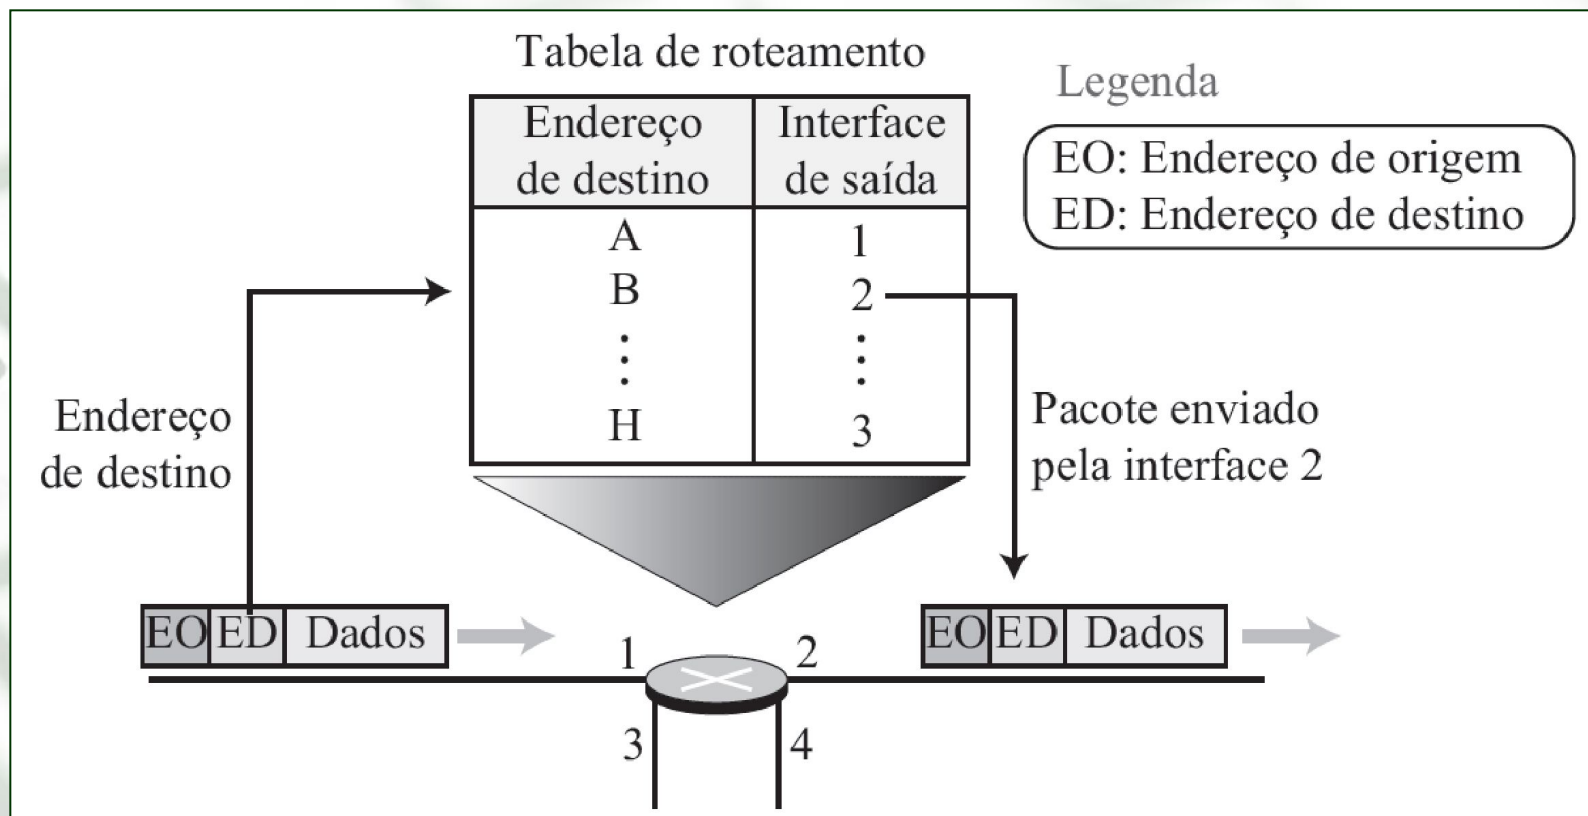 Tabela de roteamento
Legenda
EO: Endereço de origem
ED: Endereço de destino
Endereço
de destino
Interface
de saída
A 1
B 2
H 3
Endereço
de destino
Pacote enviado
pela interface 2
EO ED Dados
EO ED Dados
1 2
3 4